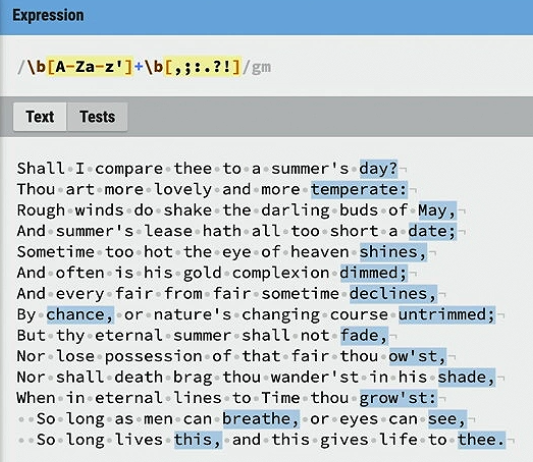 Expression
/\b[A-Za-z']+\b[,;:.?!]/gm
Text Tests
Shall·I·compare·thee·to·a·summer's·day?¬
Thou·art·more·lovely·and·more·temperate:¬
Rough·winds·do·shake·the·darling·buds·of·May,¬
And·summer's·lease·hath·all·too·short·a·date;¬
Sometime·too·hot·the·eye·of·heaven·shines,¬
And·often·is·his·gold·complexion·dimmed;¬
And·every·fair·from·fair·sometime·declines,¬
By·chance,·or·nature's·changing·course·untrimmed;¬
But·thy·eternal·summer·shall·not·fade,¬
Nor·lose·possession·of·that·fair·thou·ow'st,¬
Nor·shall·death·brag·thou·wander'st·in·his·shade,¬
When·in·eternal·lines·to·Time·thou·grow'st:¬
··So·long·as·men·can·breathe,·or·eyes·can·see,¬
··So·long·lives·this,·and·this·gives·life·to·thee.¬